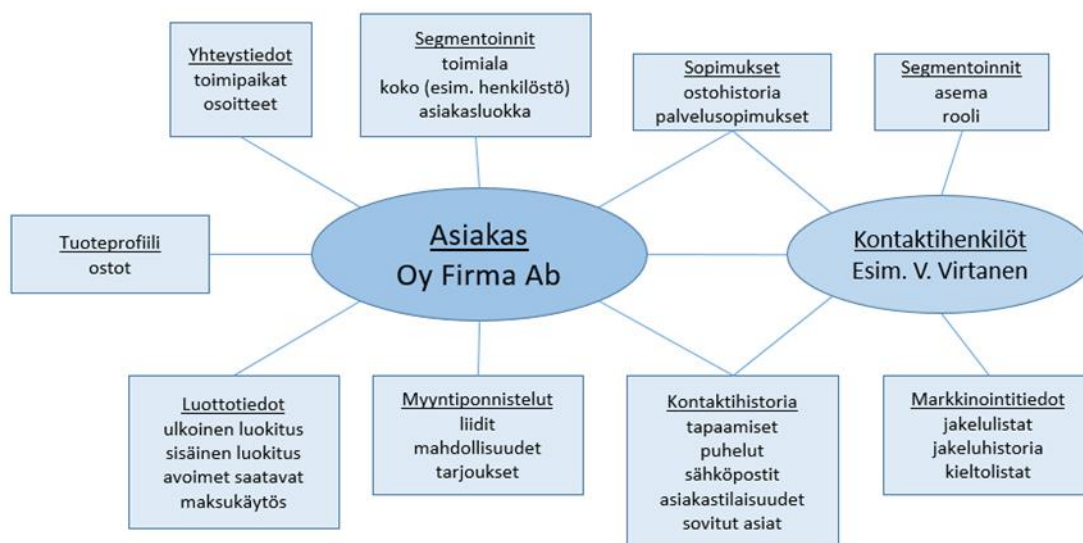 Yhteystiedot
toimipaikat
osoitteet
Segmentoinnit
toimiala
koko (esim. henkilöstö)
asiakasluokka
Sopimukset
ostohistoria
palvelusopimukset
Segmentoinnit
asema
rooli
Tuoteprofiili
ostot
Asiakas
Oy Firma Ab
Kontaktihenkilöt
Esim. V. Virtanen
Luottotiedot
ulkoinen luokitus
sisäinen luokitus
avoimet saatavat
maksukäytös
Myyntiponnistelut
liidit
mahdollisuudet
tarjoukset
Kontaktihistoria
tapaamiset
puhelut
sähköpostit
asiakastilaisuudet
sovitut asiat
Markkinointitiedot
jakelulistat
jakeluhistoria
kieltolistat